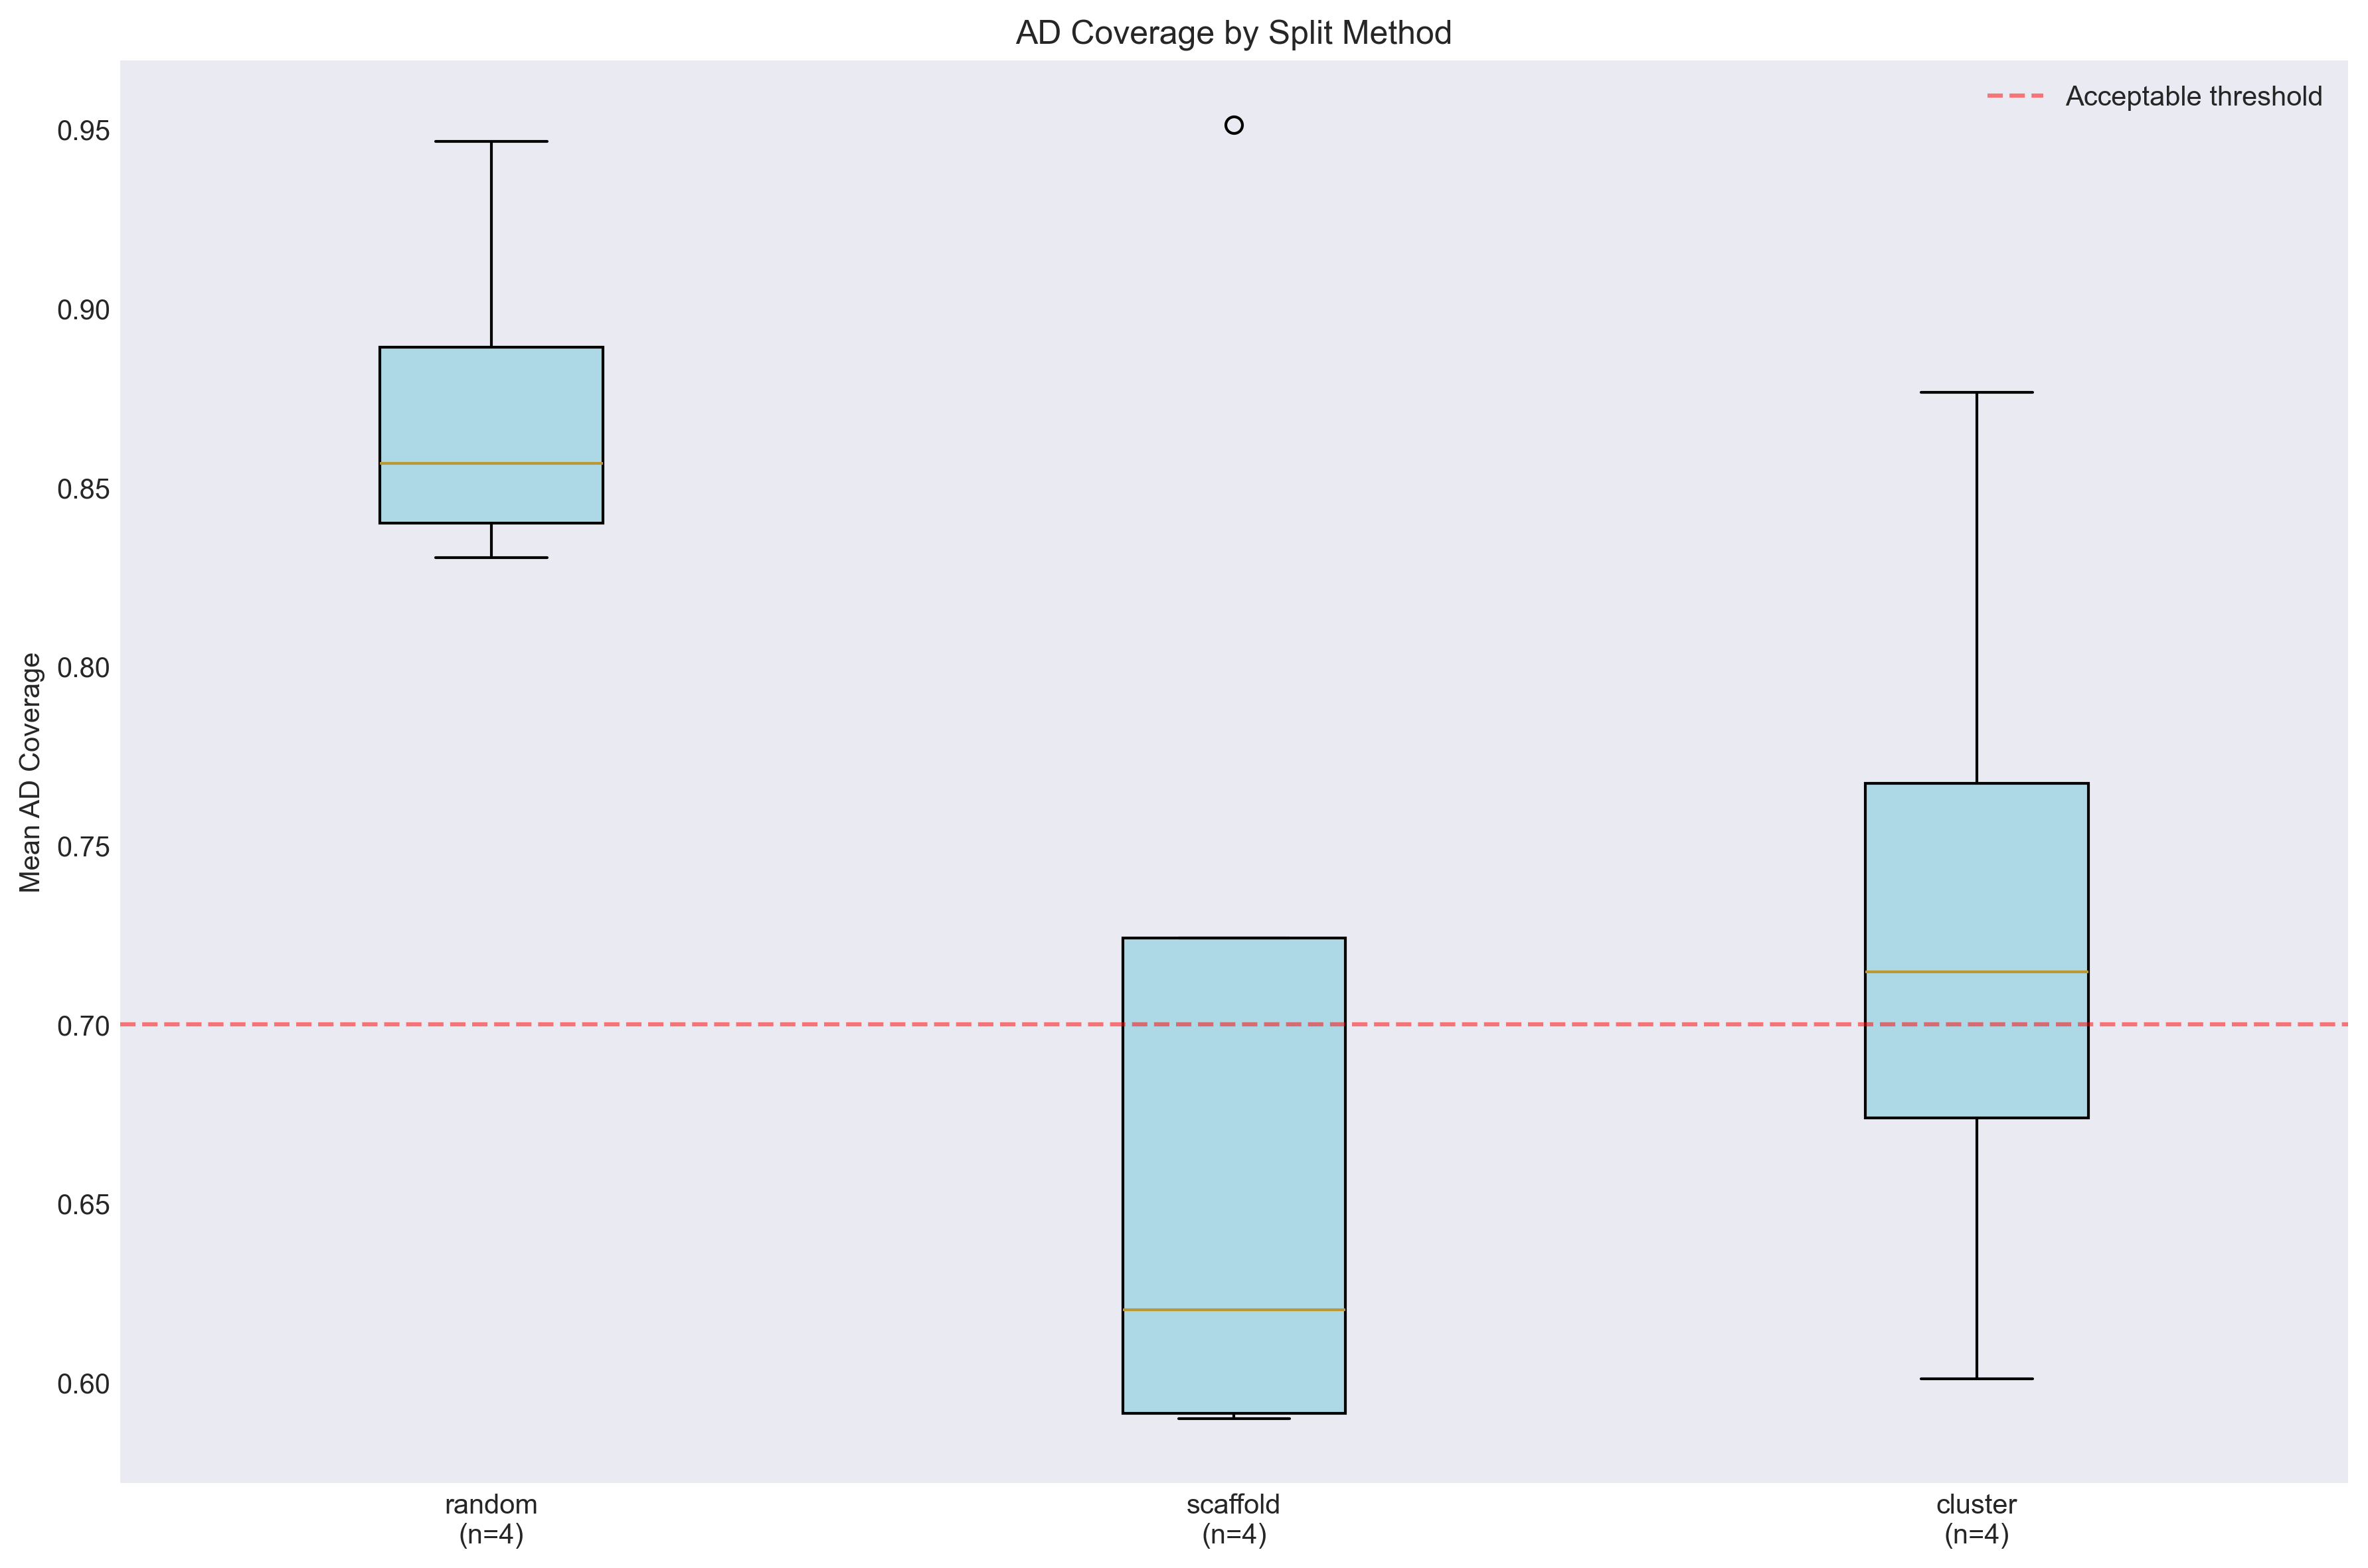 AD Coverage by Split Method
Acceptable threshold
Mean AD Coverage
0.95
0.90
0.85
0.80
0.75
0.70
0.65
0.60
random
(n=4)
scaffold
(n=4)
cluster
(n=4)